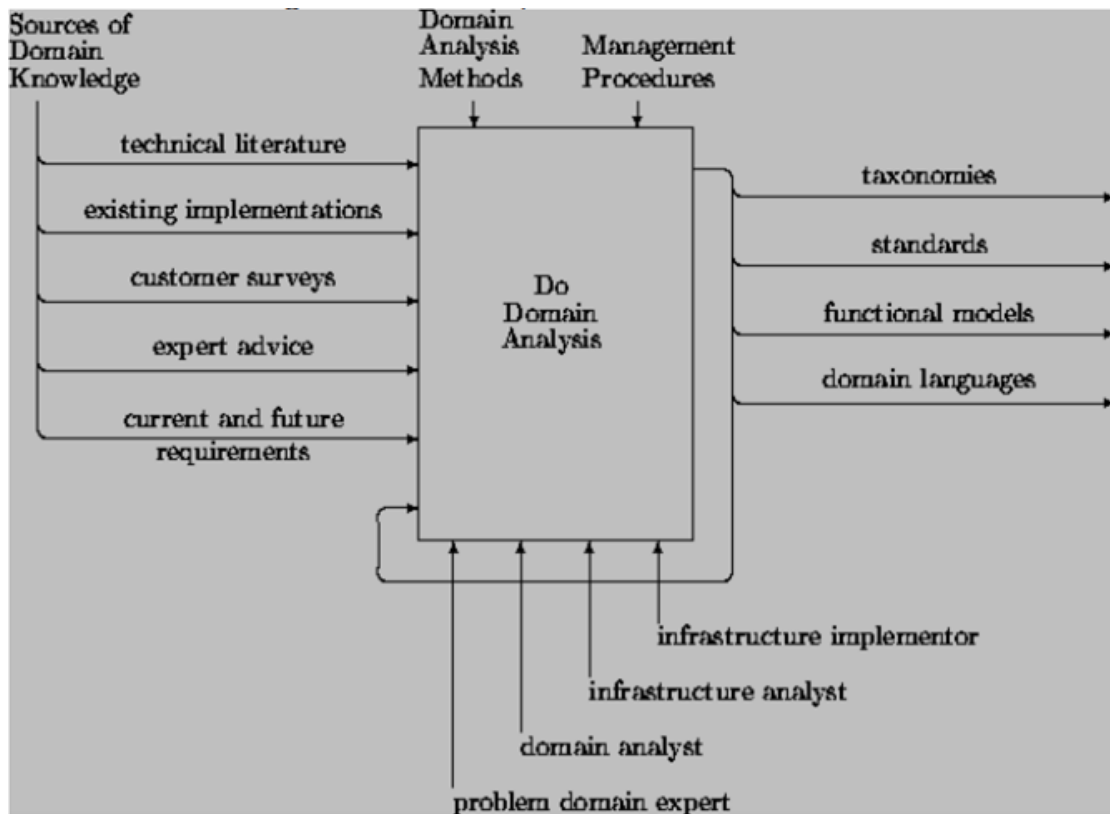 Sources of
Domain
Knowledge
Domain
Analysis
Methods
Management
Procedures
technical literature
existing implementations
customer surveys
expert advice
current and future
requirements
Do
Domain
Analysis
taxonomies
standards
functional models
domain languages
infrastructure implementor
infrastructure analyst
domain analyst
problem domain expert